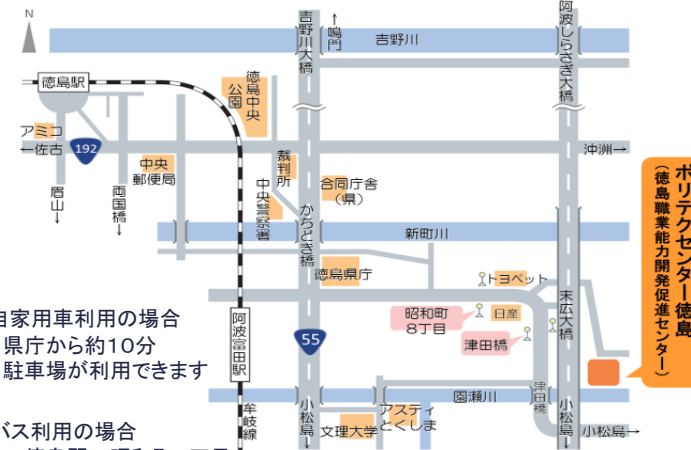 N
吉野川大橋
↑鳴門
吉野川
阿波しらさぎ大橋
徳島駅
徳島中央公園
アミコ
←佐古
192
中央
郵便局
裁判所
中央警察署
合同庁舎
(県)
沖洲→
眉山↓
両国橋↓
かちどき橋
新町川
徳島県庁
トヨペット
昭和町
8丁目
日産
津田橋
末広大橋
ポリテクセンター徳島
(徳島職業能力開発促進センター)
自家用車利用の場合
県庁から約10分
駐車場が利用できます
阿波富田駅
55
園瀬川
津田橋
牟岐線
小松島↓
文理大学
アスティ
とくしま
小松島↓
小松島→
バス利用の場合